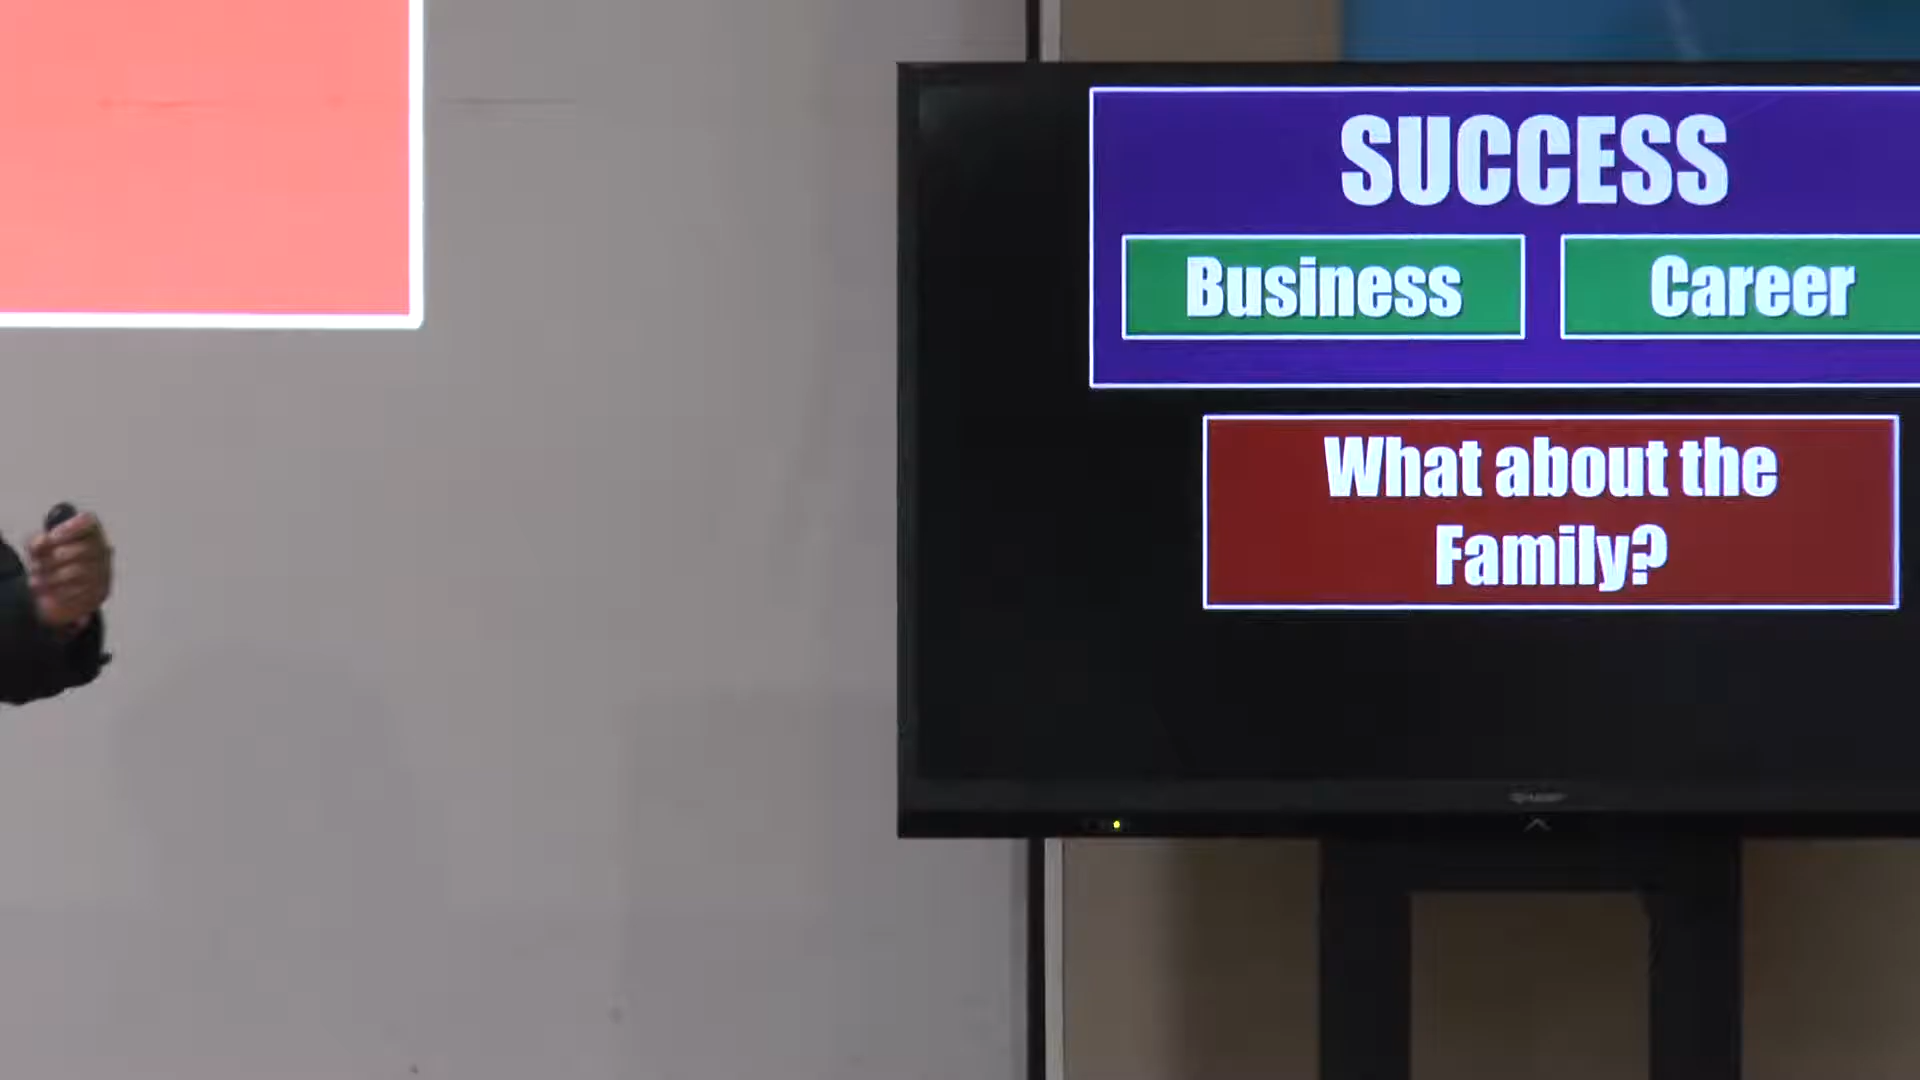 SUCCESS
Business
Career
What about the
Family?